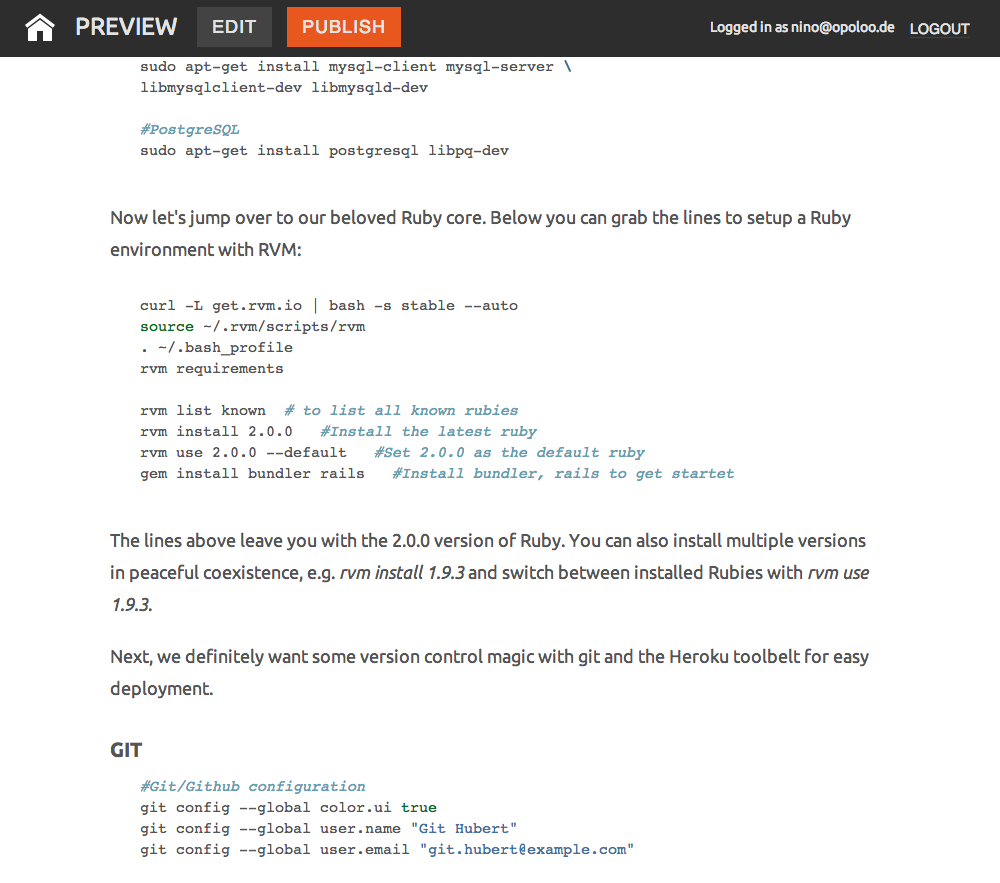 PREVIEW EDIT PUBLISH Logged in as nino@opoloo.de LOGOUT
sudo apt-get install mysql-client mysql-server \
libmysqlclient-dev libmysqld-dev
#PostgreSQL
sudo apt-get install postgresql libpq-dev
Now let's jump over to our beloved Ruby core. Below you can grab the lines to setup a Ruby
environment with RVM:
curl -L get.rvm.io | bash -s stable --auto
source ~/.rvm/scripts/rvm
. ~/.bash_profile
rvm requirements
rvm list known  # to list all known rubies
rvm install 2.0.0   #Install the latest ruby
rvm use 2.0.0 --default   #Set 2.0.0 as the default ruby
gem install bundler rails   #Install bundler, rails to get startet
The lines above leave you with the 2.0.0 version of Ruby. You can also install multiple versions
in peaceful coexistence, e.g. rvm install 1.9.3 and switch between installed Rubies with rvm use
1.9.3.
Next, we definitely want some version control magic with git and the Heroku toolbelt for easy
deployment.
GIT
#Git/Github configuration
git config --global color.ui true
git config --global user.name "Git Hubert"
git config --global user.email "git.hubert@example.com"